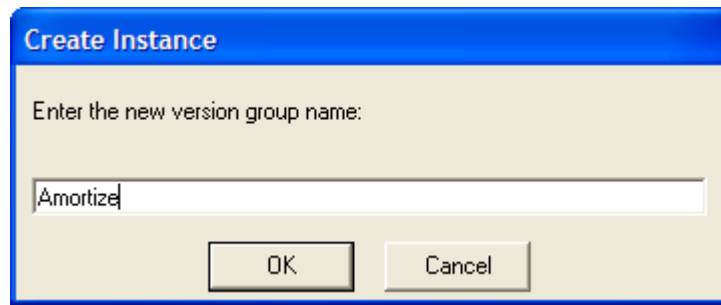 Create Instance
Enter the new version group name:
Amortize
OK Cancel